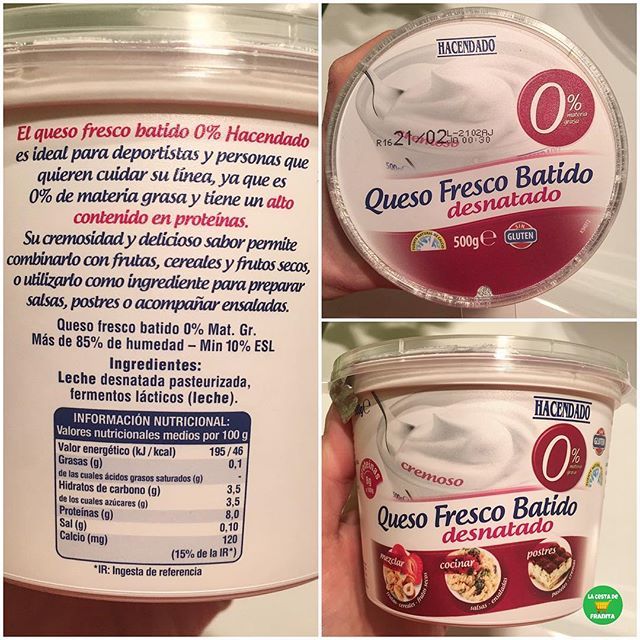 El queso fresco batido 0% Hacendado
es ideal para deportistas y personas que
quieren cuidar su línea, ya que es
0% de materia grasa y tiene un alto
contenido en proteínas.
Su cremosidad y delicioso sabor permite
combinarlo con frutas, cereales y frutos secos,
o utilizarlo como ingrediente para preparar
salsas, postres o acompañar ensaladas.
Queso fresco batido 0% Mat. Gr.
Más de 85% de humedad – Min 10% ESL
Ingredientes:
Leche desnatada pasteurizada,
fermentos lácticos (leche).
INFORMACIÓN NUTRICIONAL:
Valores nutricionales medios por 100 g
Valor energético (kJ / kcal) 195 / 46
Grasas (g) 0,1
de las cuales ácidos grasos saturados (g) -
Hidratos de carbono (g) 3,5
de los cuales azúcares (g) 3,5
Proteínas (g) 8,0
Sal (g) 0,10
Calcio (mg) 120
(15% de la IR*)
*IR: Ingesta de referencia
HACENDADO
0%
materia
grasa
R16 21/02 L-2102AJ
Queso Fresco Batido
desnatado
500g e
SIN
GLUTEN
HACENDADO
0%
cremoso
Queso Fresco Batido
desnatado
mezclar
cocinar
postres
salsas - ensaladas
LA CESTA DE
FRADITA